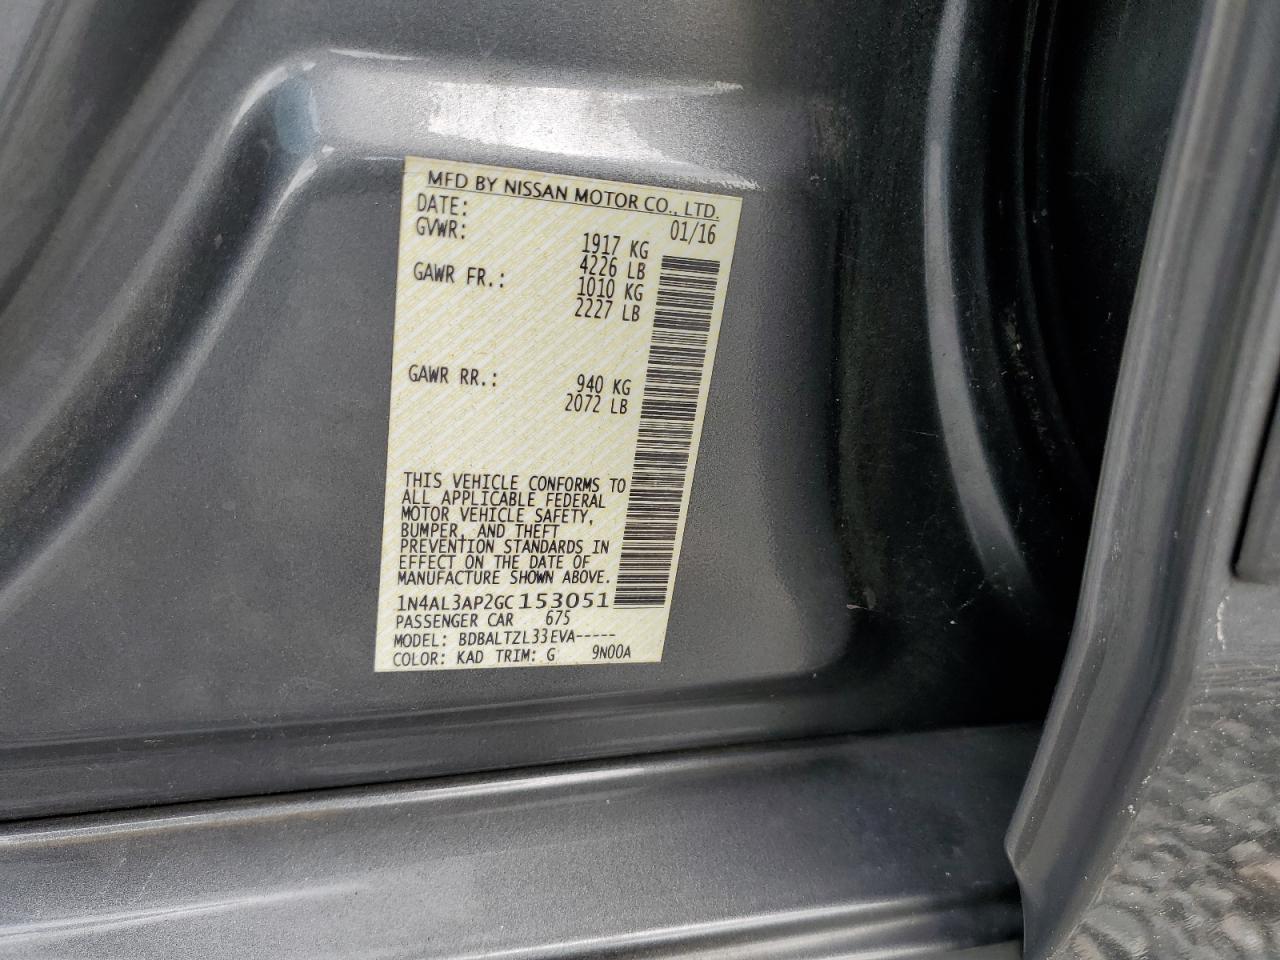 MFD BY NISSAN MOTOR CO., LTD.
DATE: 01/16
GVWR: 1917 KG
4226 LB
GAWR FR.: 1010 KG
2227 LB
GAWR RR.: 940 KG
2072 LB
THIS VEHICLE CONFORMS TO
ALL APPLICABLE FEDERAL
MOTOR VEHICLE SAFETY,
BUMPER, AND THEFT
PREVENTION STANDARDS IN
EFFECT ON THE DATE OF
MANUFACTURE SHOWN ABOVE.
1N4AL3AP2GC153051
PASSENGER CAR 675
MODEL: BDBALTZL33EVA-----
COLOR: KAD TRIM: G 9N00A